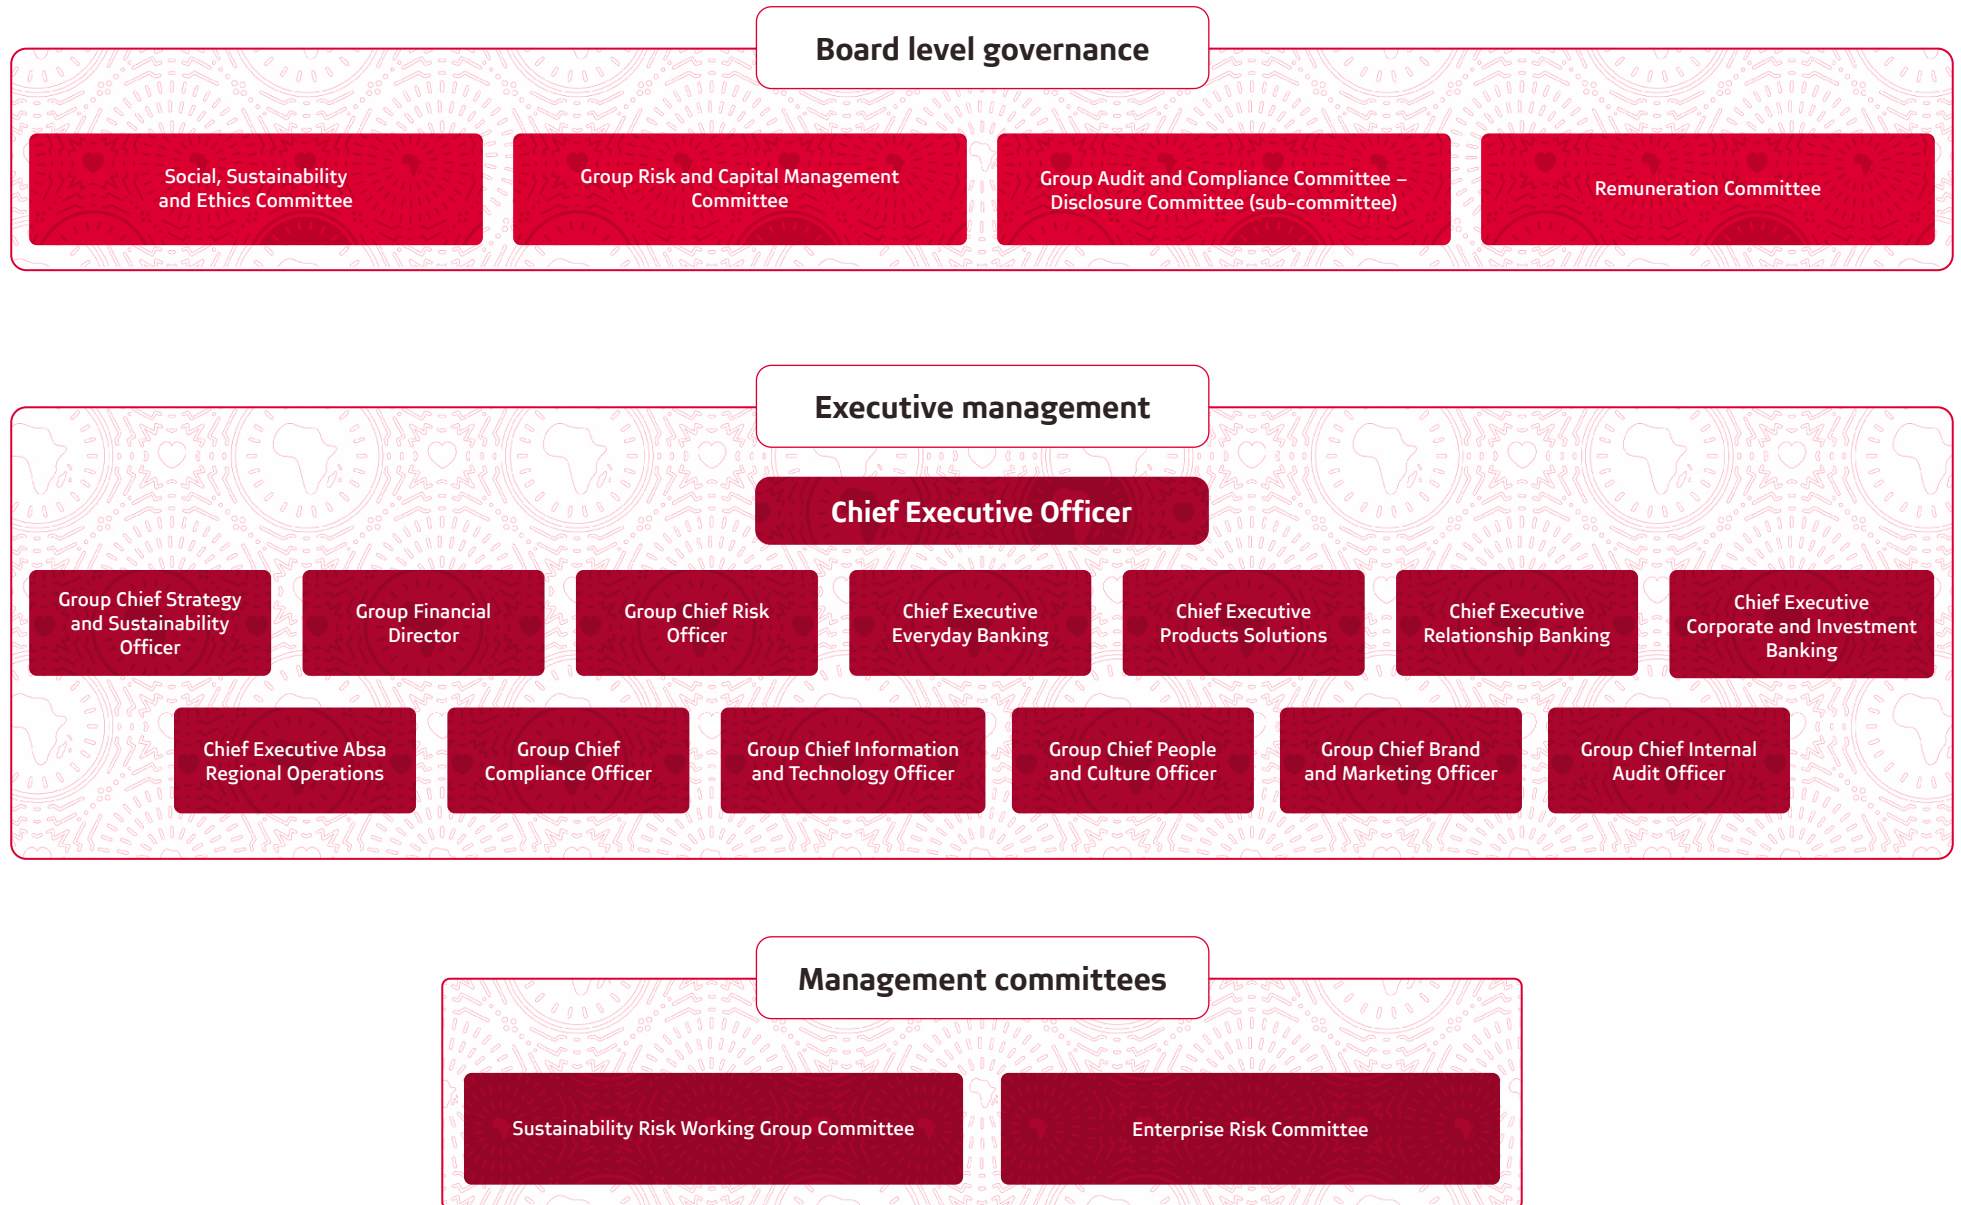 Board level governance
Social, Sustainability
and Ethics Committee
Group Risk and Capital Management
Committee
Group Audit and Compliance Committee –
Disclosure Committee (sub-committee)
Remuneration Committee
Executive management
Chief Executive Officer
Group Chief Strategy
and Sustainability
Officer
Group Financial
Director
Group Chief Risk
Officer
Chief Executive
Everyday Banking
Chief Executive
Products Solutions
Chief Executive
Relationship Banking
Chief Executive
Corporate and Investment
Banking
Chief Executive Absa
Regional Operations
Group Chief
Compliance Officer
Group Chief Information
and Technology Officer
Group Chief People
and Culture Officer
Group Chief Brand
and Marketing Officer
Group Chief Internal
Audit Officer
Management committees
Sustainability Risk Working Group Committee
Enterprise Risk Committee